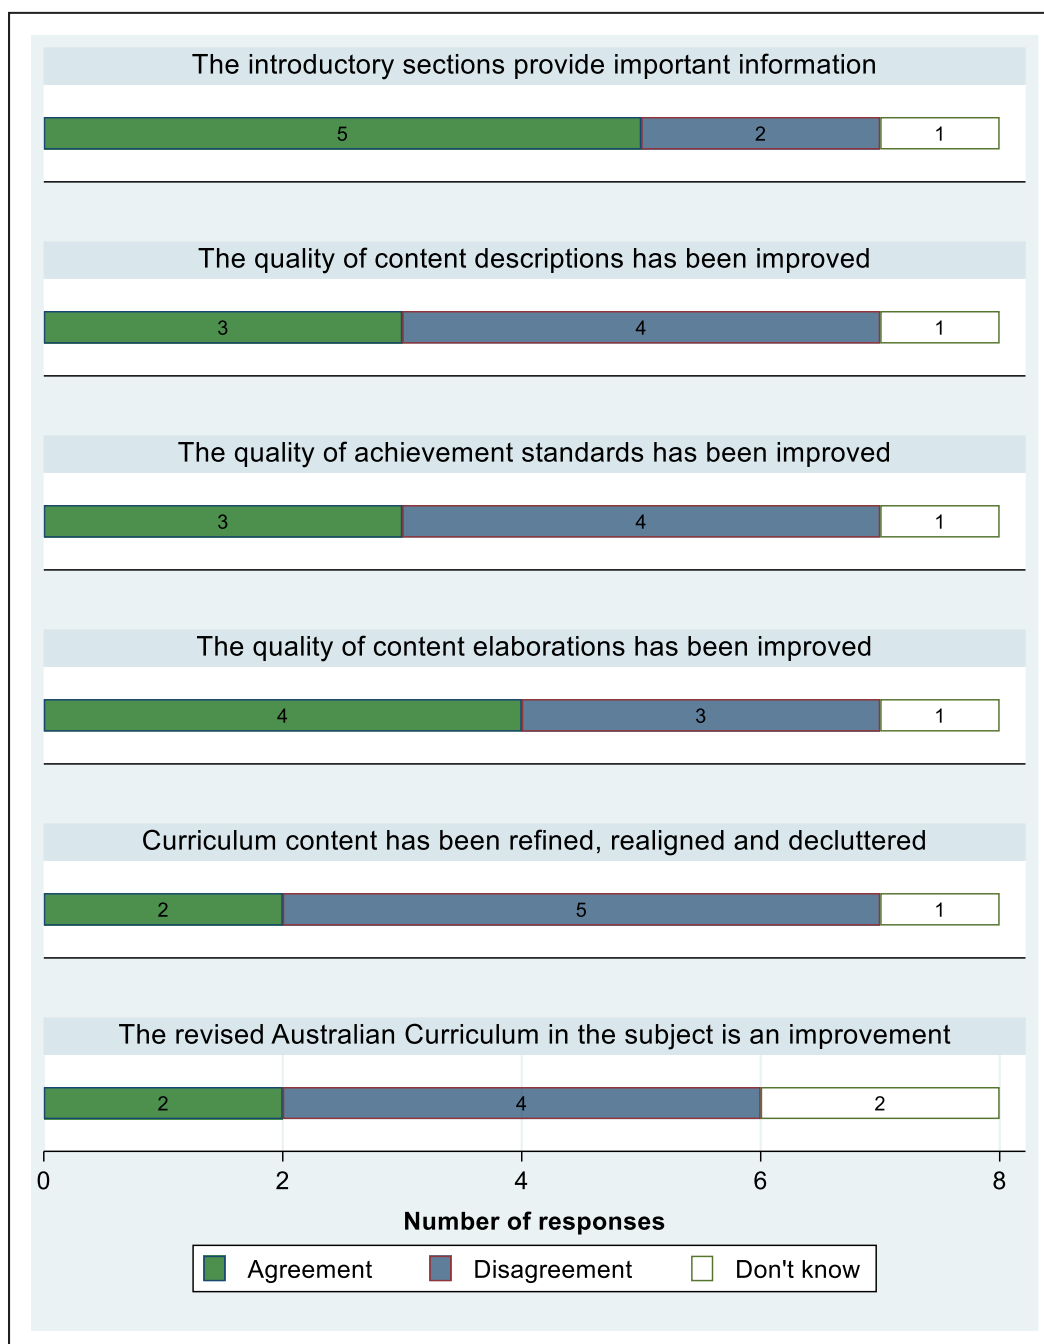 The introductory sections provide important information
5 2 1
The quality of content descriptions has been improved
3 4 1
The quality of achievement standards has been improved
3 4 1
The quality of content elaborations has been improved
4 3 1
Curriculum content has been refined, realigned and decluttered
2 5 1
The revised Australian Curriculum in the subject is an improvement
2 4 2
0 2 4 6 8
Number of responses
Agreement Disagreement Don't know